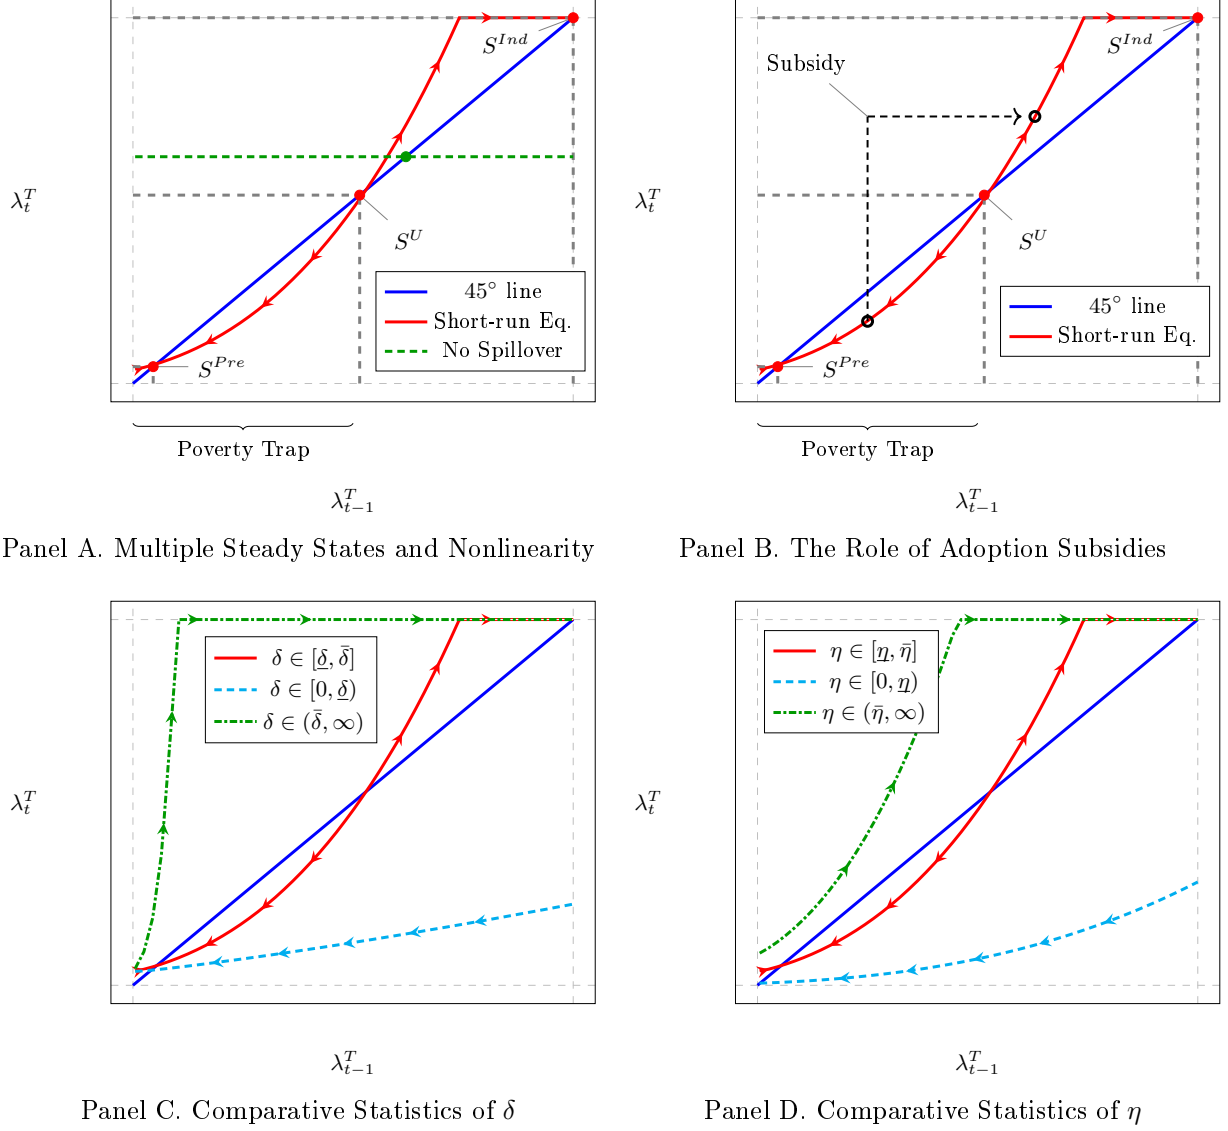 Subsidy
S^{Ind}
S^{Ind}
λ_t^T
λ_t^T
S^U
S^U
45° line
Short-run Eq.
No Spillover
45° line
Short-run Eq.
S^{Pre}
S^{Pre}
Poverty Trap
Poverty Trap
λ_{t-1}^T
λ_{t-1}^T
Panel A. Multiple Steady States and Nonlinearity
Panel B. The Role of Adoption Subsidies
δ ∈ [δ̲, δ̄]
δ ∈ [0, δ̲)
δ ∈ (δ̄, ∞)
η ∈ [η̲, η̄]
η ∈ [0, η̲)
η ∈ (η̄, ∞)
λ_t^T
λ_t^T
λ_{t-1}^T
λ_{t-1}^T
Panel C. Comparative Statistics of δ
Panel D. Comparative Statistics of η